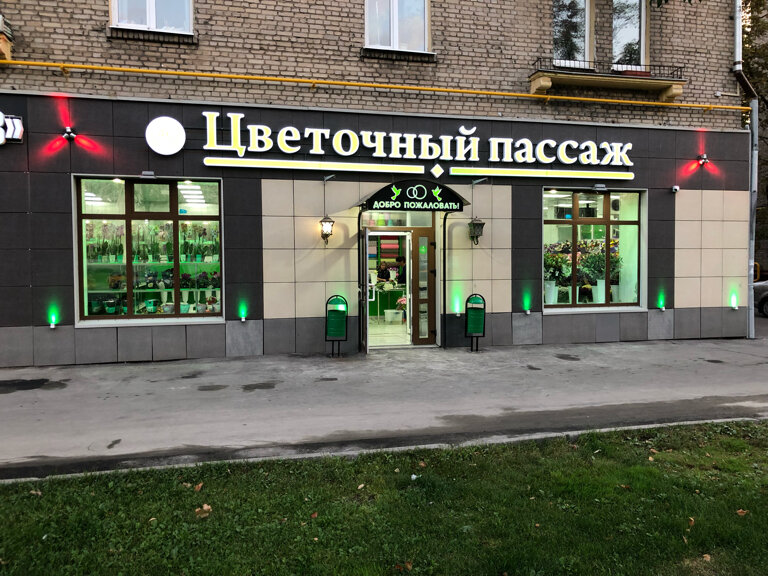 Цветочный пассаж
ДОБРО ПОЖАЛОВАТЬ!